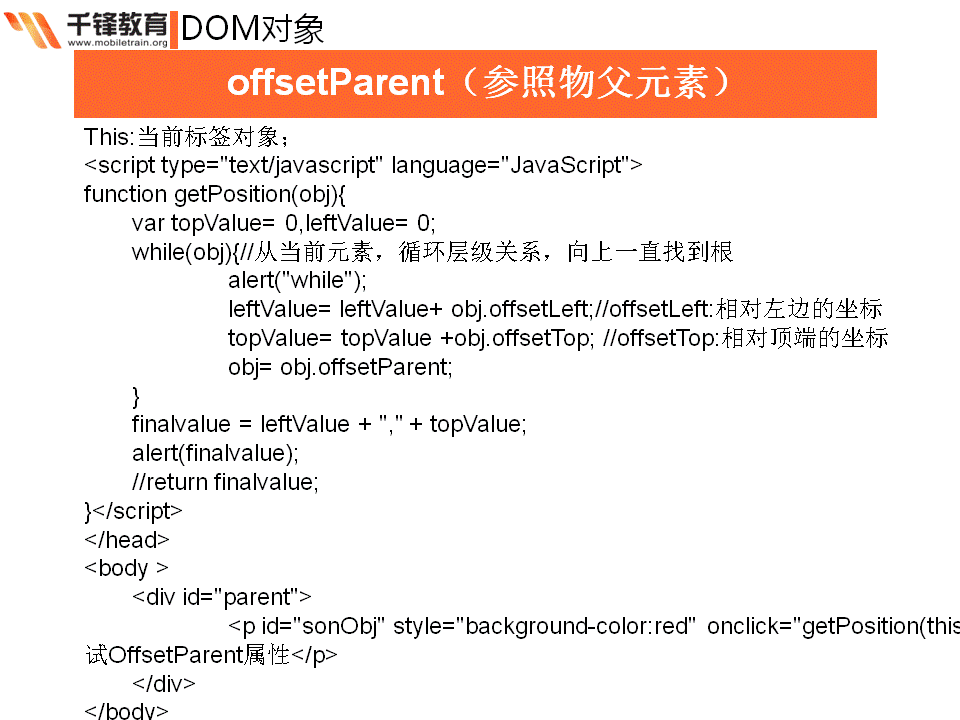 千锋教育
www.mobiletrain.org
DOM对象
offsetParent（参照物父元素）
This:当前标签对象；
<script type="text/javascript" language="JavaScript">
function getPosition(obj){
var topValue= 0,leftValue= 0;
while(obj){//从当前元素，循环层级关系，向上一直找到根
alert("while");
leftValue= leftValue+ obj.offsetLeft;//offsetLeft:相对左边的坐标
topValue= topValue +obj.offsetTop; //offsetTop:相对顶端的坐标
obj= obj.offsetParent;
}
finalvalue = leftValue + "," + topValue;
alert(finalvalue);
//return finalvalue;
}</script>
</head>
<body >
<div id="parent">
<p id="sonObj" style="background-color:red" onclick="getPosition(this
试OffsetParent属性</p>
</div>
</body>